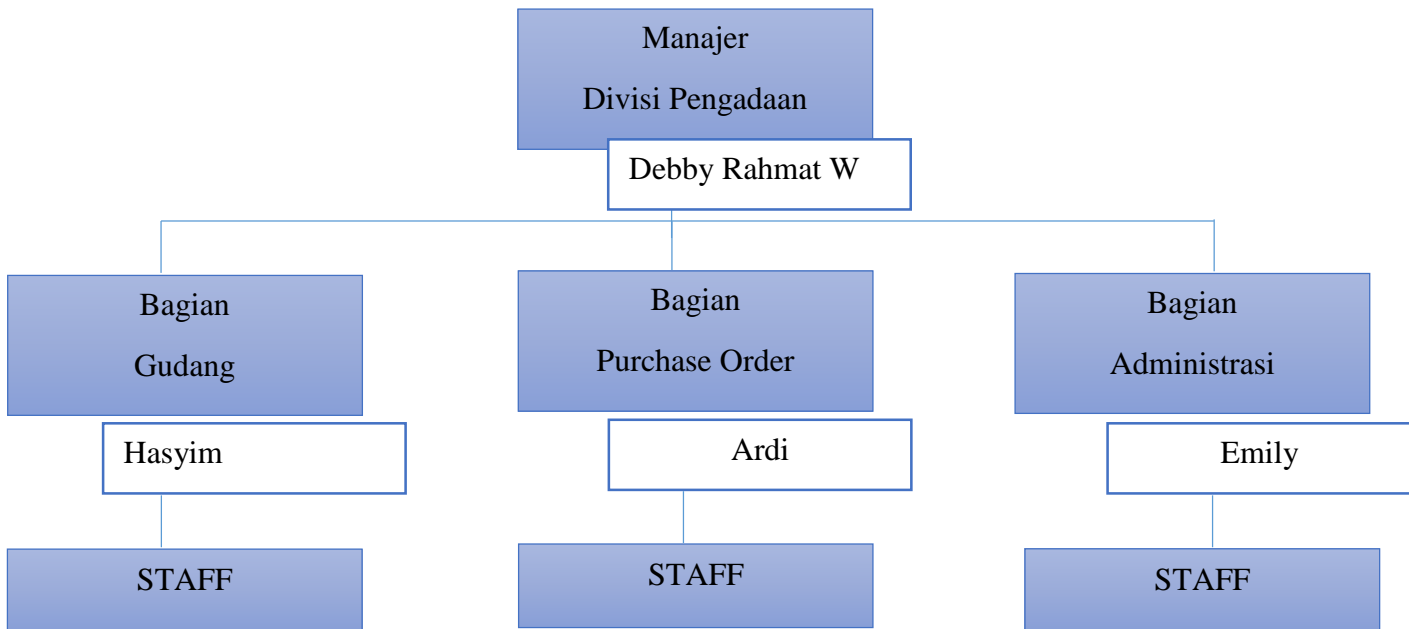 Manajer
Divisi Pengadaan
Debby Rahmat W
Bagian
Gudang
Hasyim
Bagian
Purchase Order
Ardi
Bagian
Administrasi
Emily
STAFF
STAFF
STAFF